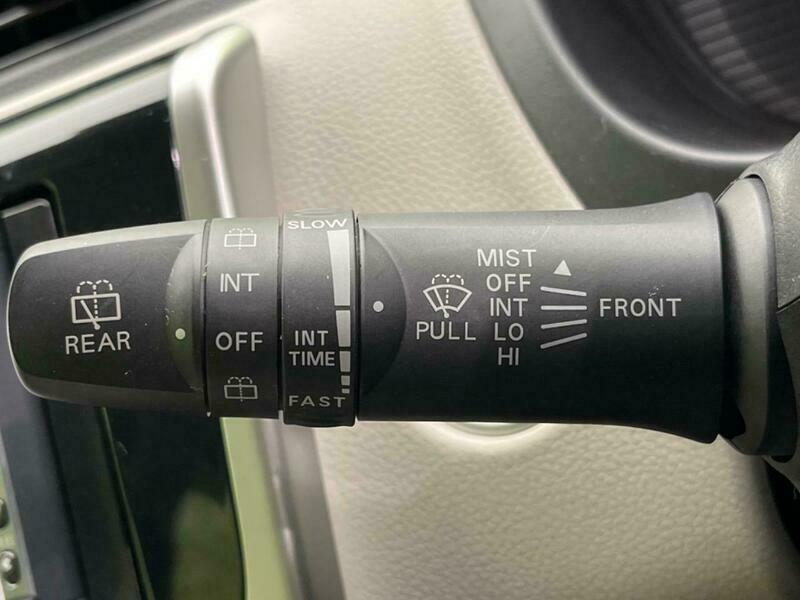 REAR
INT
OFF
SLOW
INT
TIME
FAST
PULL
MIST
OFF
INT
LO
HI
FRONT